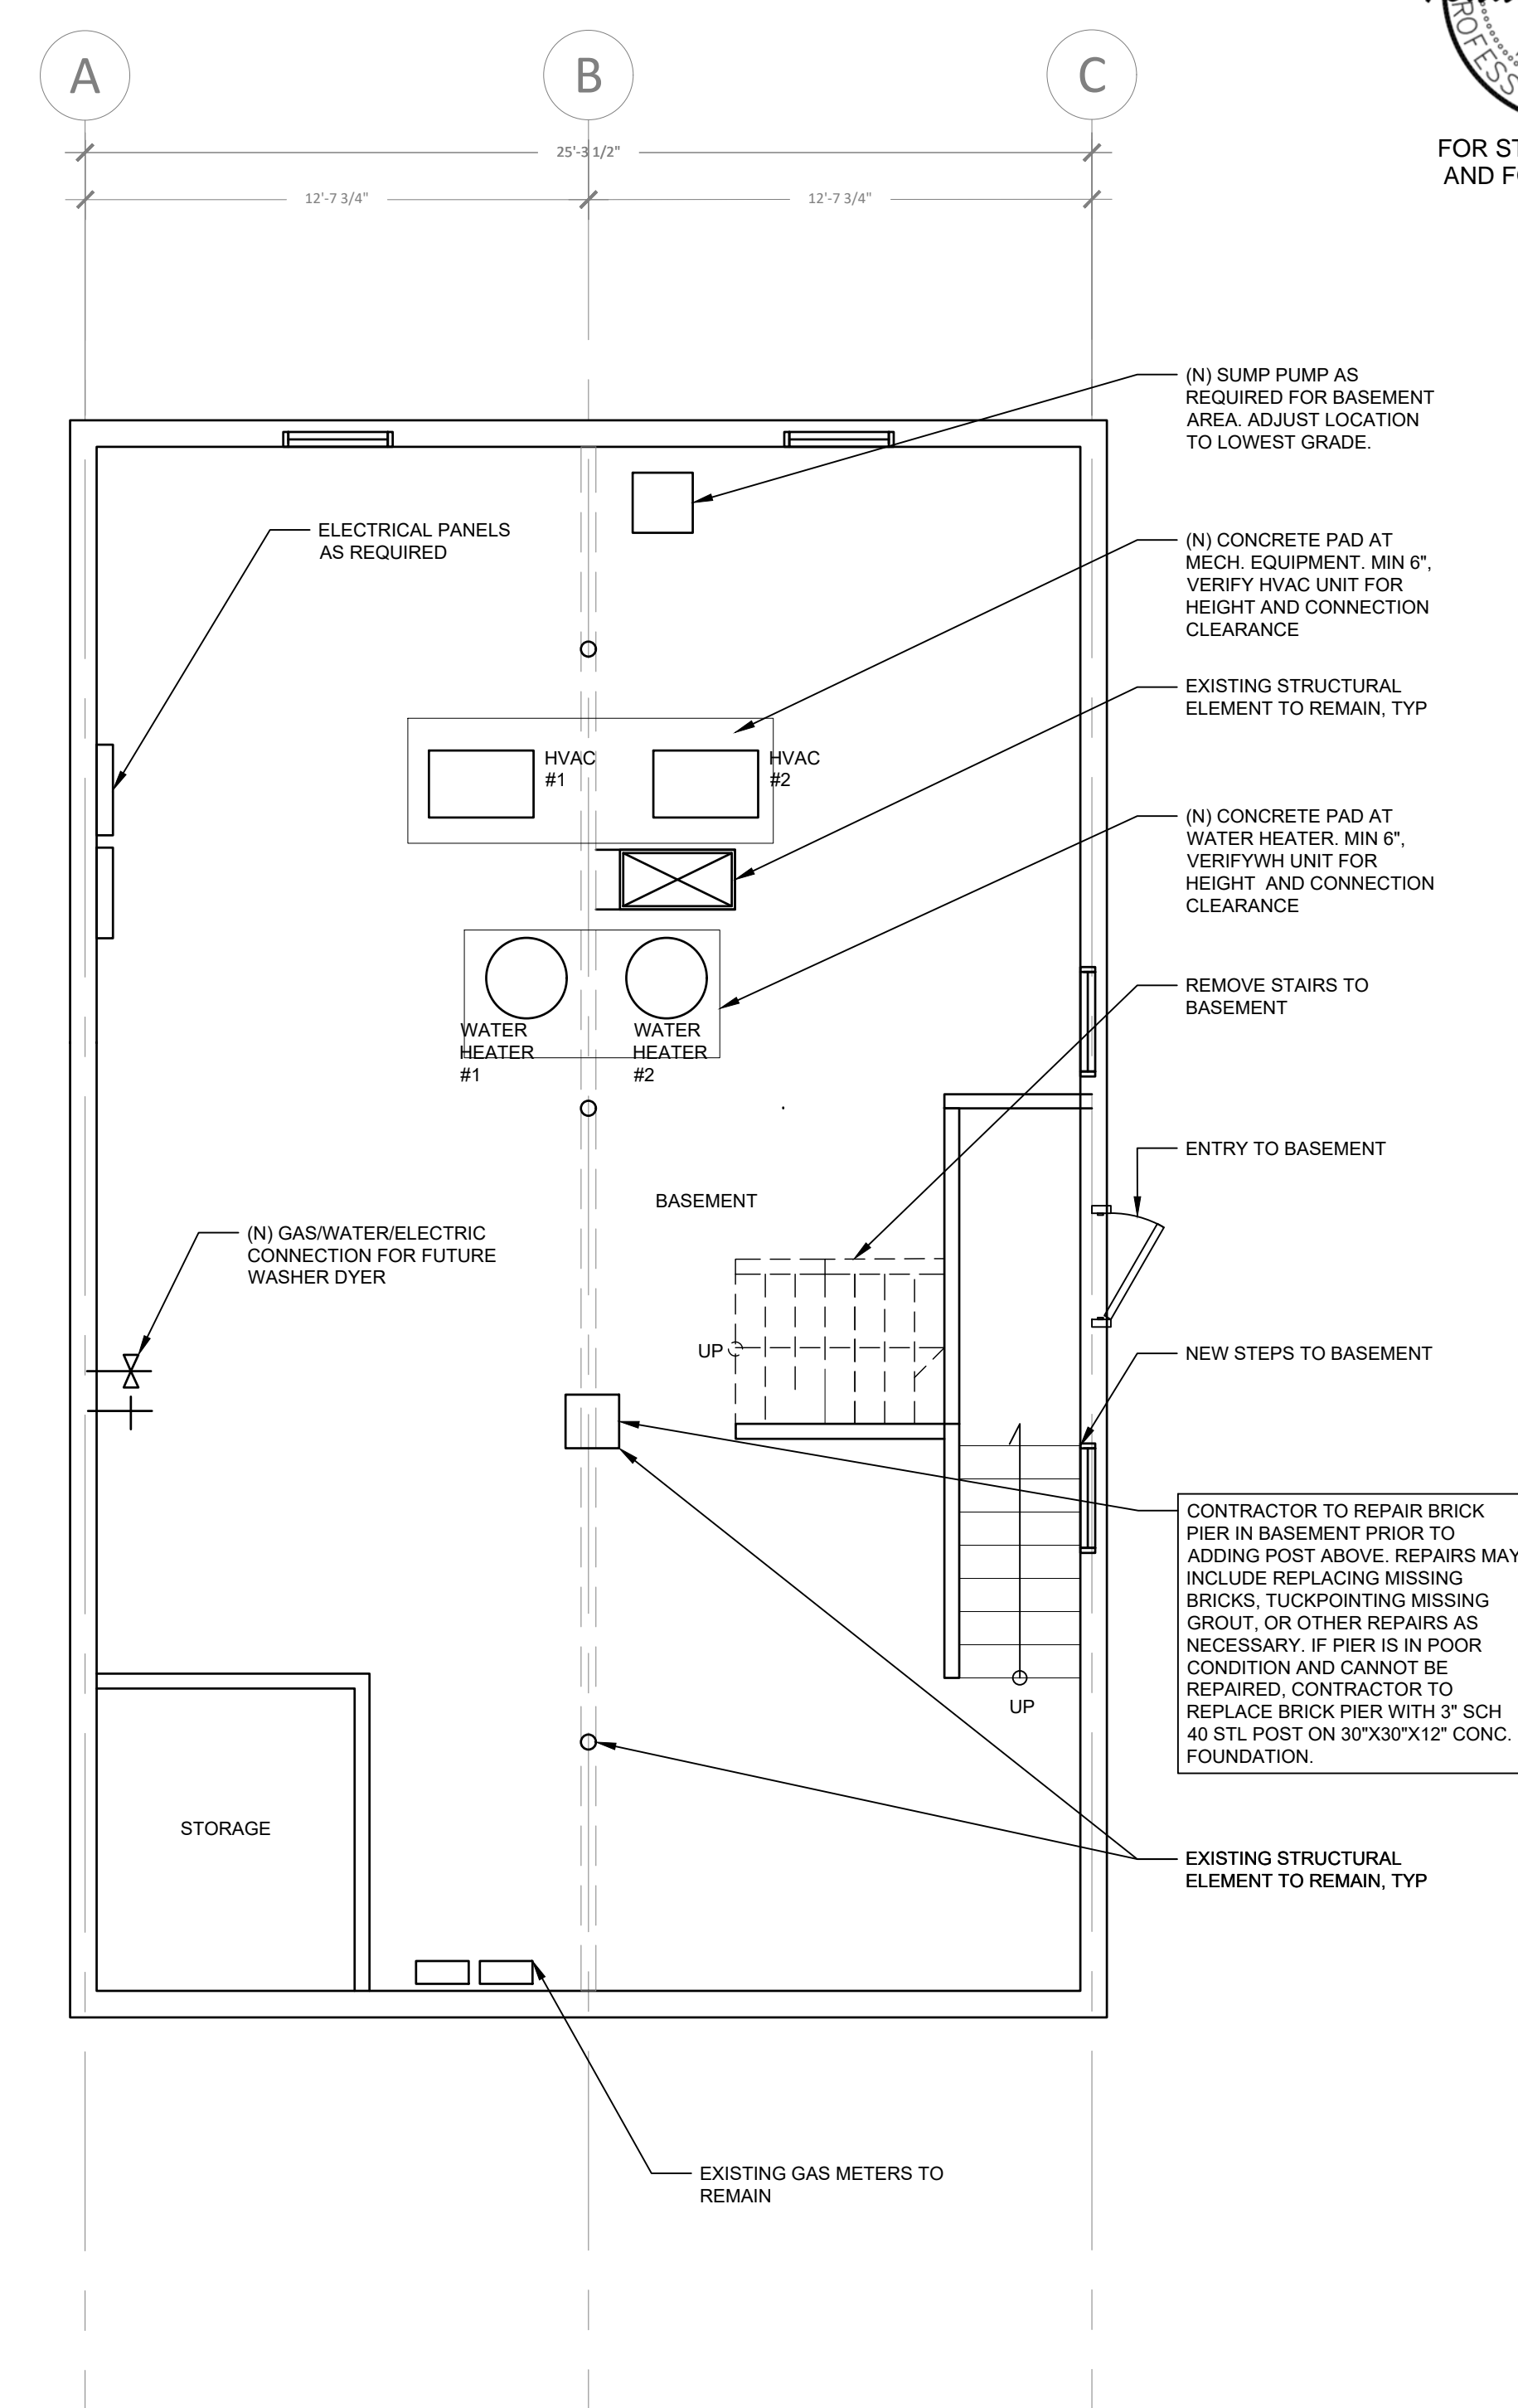 A
B
C
PROFESS
FOR ST
AND FO
25'-3 1/2"
12'-7 3/4"
12'-7 3/4"
(N) SUMP PUMP AS
REQUIRED FOR BASEMENT
AREA. ADJUST LOCATION
TO LOWEST GRADE.
ELECTRICAL PANELS
AS REQUIRED
(N) CONCRETE PAD AT
MECH. EQUIPMENT. MIN 6",
VERIFY HVAC UNIT FOR
HEIGHT AND CONNECTION
CLEARANCE
EXISTING STRUCTURAL
ELEMENT TO REMAIN, TYP
HVAC
#1
HVAC
#2
(N) CONCRETE PAD AT
WATER HEATER. MIN 6",
VERIFYWH UNIT FOR
HEIGHT AND CONNECTION
CLEARANCE
WATER
HEATER
#1
WATER
HEATER
#2
REMOVE STAIRS TO
BASEMENT
ENTRY TO BASEMENT
BASEMENT
(N) GAS/WATER/ELECTRIC
CONNECTION FOR FUTURE
WASHER DYER
UP
NEW STEPS TO BASEMENT
CONTRACTOR TO REPAIR BRICK
PIER IN BASEMENT PRIOR TO
ADDING POST ABOVE. REPAIRS MAY
INCLUDE REPLACING MISSING
BRICKS, TUCKPOINTING MISSING
GROUT, OR OTHER REPAIRS AS
NECESSARY. IF PIER IS IN POOR
CONDITION AND CANNOT BE
REPAIRED, CONTRACTOR TO
REPLACE BRICK PIER WITH 3" SCH
40 STL POST ON 30"X30"X12" CONC.
FOUNDATION.
UP
STORAGE
EXISTING STRUCTURAL
ELEMENT TO REMAIN, TYP
EXISTING GAS METERS TO
REMAIN